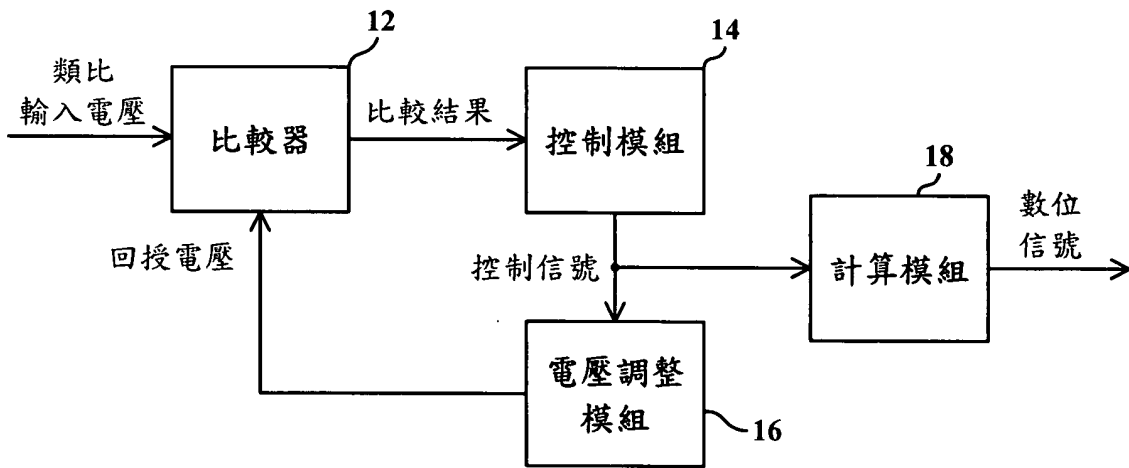 12
14
類比
輸入電壓
比較器
比較結果
控制模組
18
數位
信號
回授電壓
控制信號
計算模組
電壓調整
模組
16